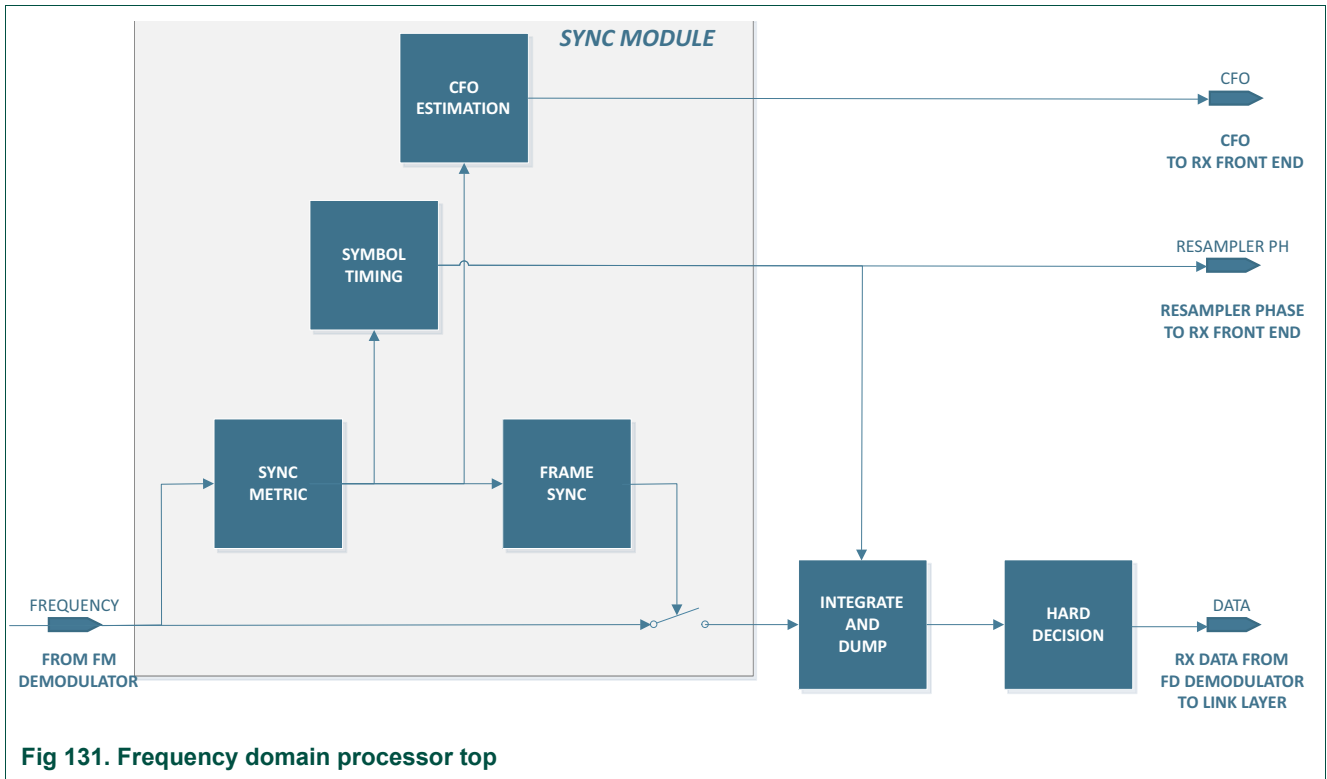 SYNC MODULE
CFO
ESTIMATION
CFO
CFO
TO RX FRONT END
SYMBOL
TIMING
RESAMPLER PH
RESAMPLER PHASE
TO RX FRONT END
SYNC
METRIC
FRAME
SYNC
FREQUENCY
FROM FM
DEMODULATOR
INTEGRATE
AND
DUMP
HARD
DECISION
DATA
RX DATA FROM
FD DEMODULATOR
TO LINK LAYER
Fig 131. Frequency domain processor top